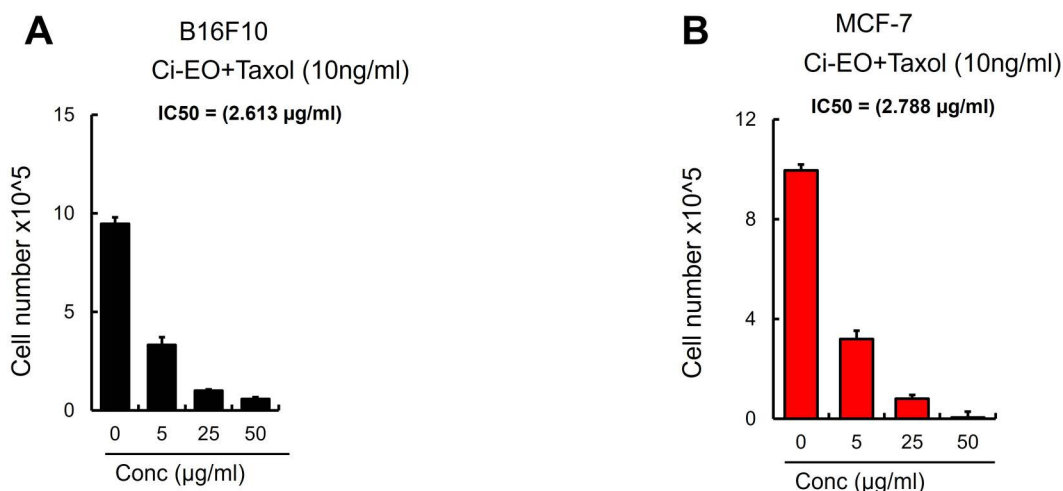 A
B16F10
Ci-EO+Taxol (10ng/ml)
IC50 = (2.613 µg/ml)
15
10
5
0
Cell number x10^5
0 5 25 50
Conc (µg/ml)
B
MCF-7
Ci-EO+Taxol (10ng/ml)
IC50 = (2.788 µg/ml)
12
8
4
0
Cell number x10^5
0 5 25 50
Conc (µg/ml)